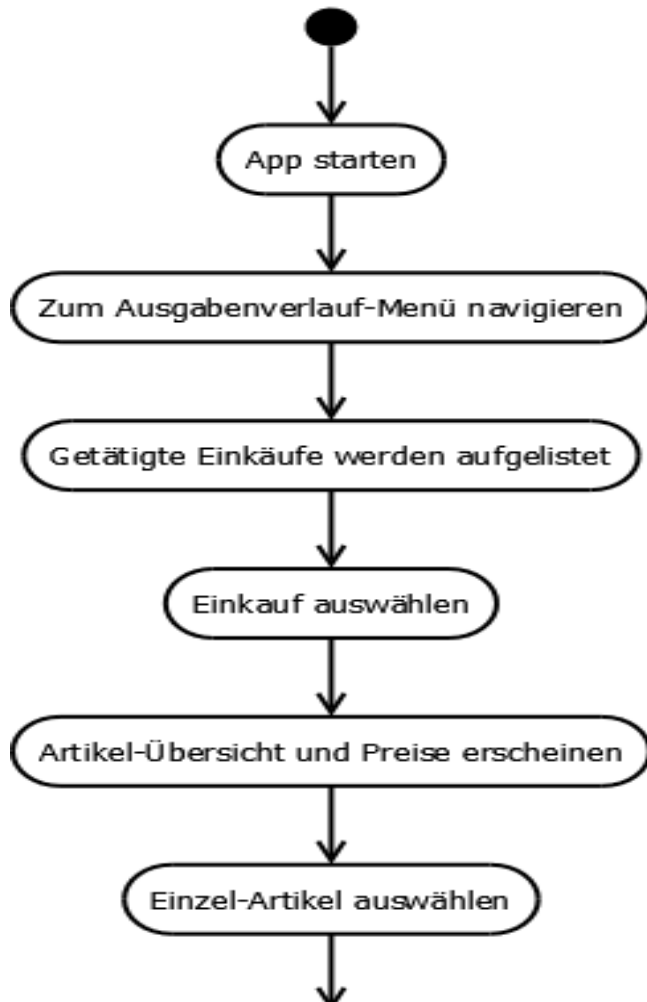 App starten
Zum Ausgabenverlauf-Menü navigieren
Getätigte Einkäufe werden aufgelistet
Einkauf auswählen
Artikel-Übersicht und Preise erscheinen
Einzel-Artikel auswählen